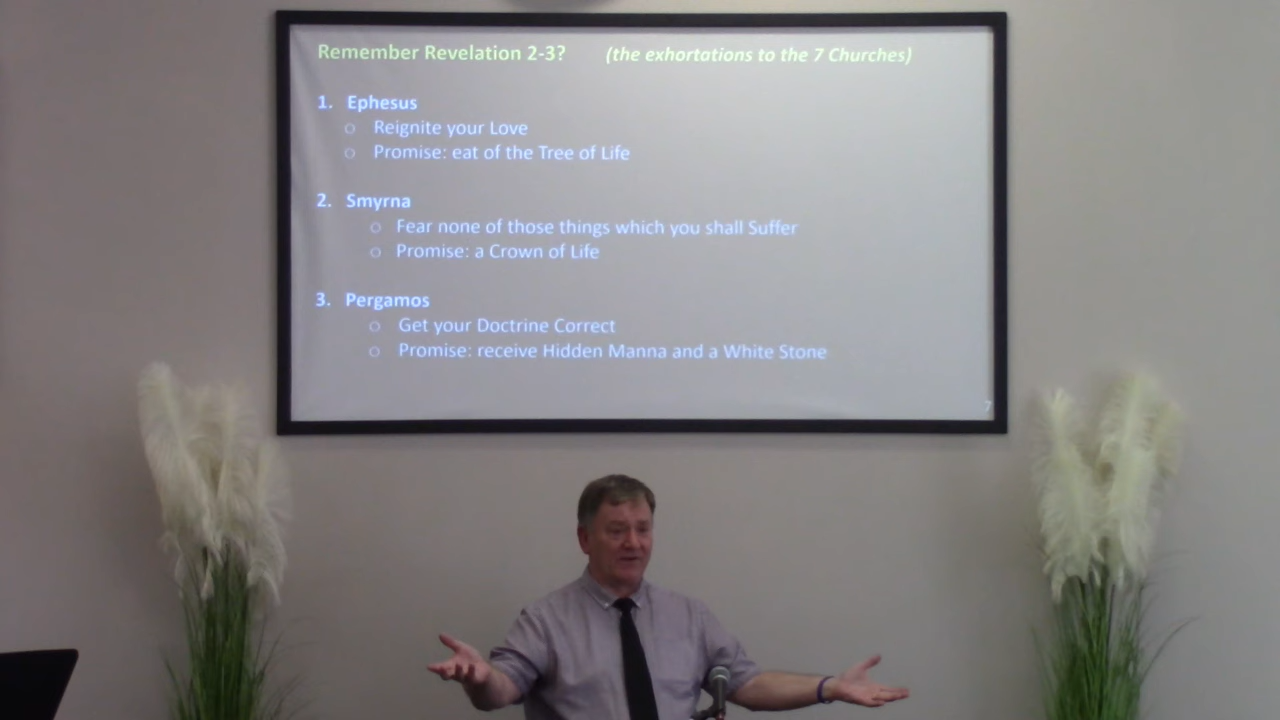 Remember Revelation 2-3? (the exhortations to the 7 Churches)
1. Ephesus
o Reignite your Love
o Promise: eat of the Tree of Life
2. Smyrna
o Fear none of those things which you shall Suffer
o Promise: a Crown of Life
3. Pergamos
o Get your Doctrine Correct
o Promise: receive Hidden Manna and a White Stone
7